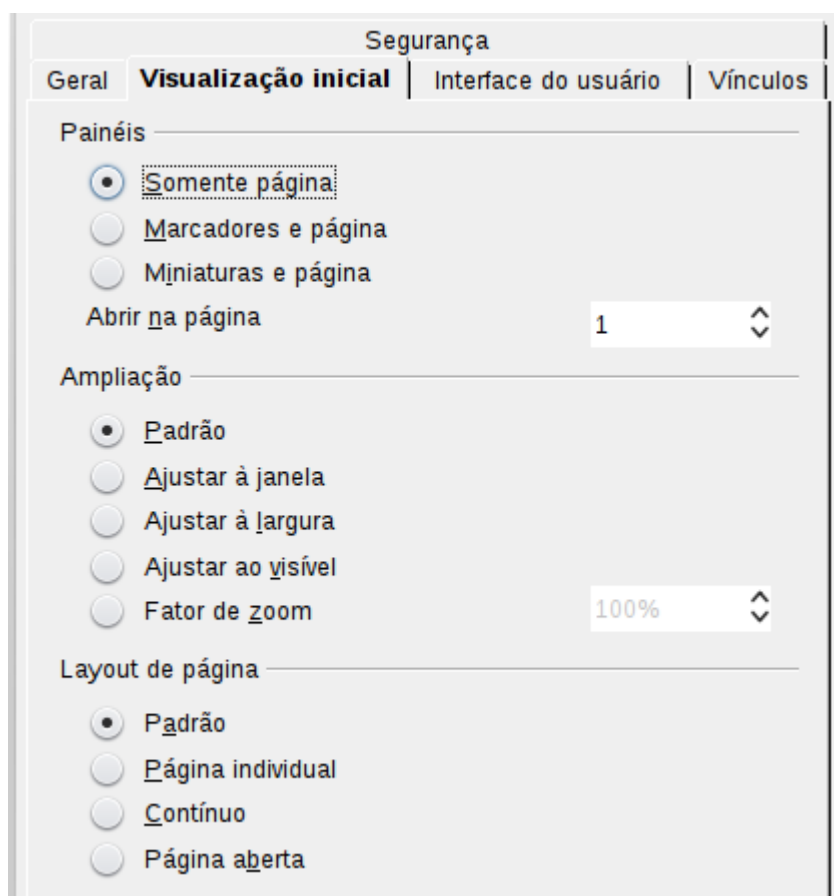 Segurança
Geral Visualização inicial Interface do usuário Vínculos
Painéis
Somente página
Marcadores e página
Miniaturas e página
Abrir na página 1
Ampliação
Padrão
Ajustar à janela
Ajustar à largura
Ajustar ao visível
Fator de zoom 100%
Layout de página
Padrão
Página individual
Contínuo
Página aberta